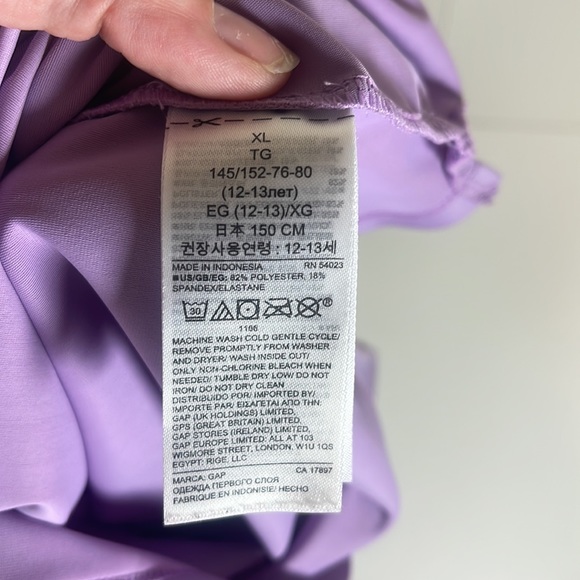 XL
TG
145/152-76-80
(12-13лет)
EG (12-13)/XG
日本 150 CM
권장사용연령 : 12-13세
MADE IN INDONESIA RN 54023
■US/GB/EG: 82% POLYESTER, 18%
SPANDEX/ELASTANE
30
1166
MACHINE WASH COLD GENTLE CYCLE/
REMOVE PROMPTLY FROM WASHER
AND DRYER/ WASH INSIDE OUT/
ONLY NON-CHLORINE BLEACH WHEN
NEEDED/ TUMBLE DRY LOW/ DO NOT
IRON/ DO NOT DRY CLEAN
DISTRIBUIDO POR/ IMPORTED BY/
IMPORTE PAR/ ΕΙΣΑΓΕΤΑΙ ΑΠΟ ΤΗΝ:
GAP (UK HOLDINGS) LIMITED,
GPS (GREAT BRITAIN) LIMITED,
GAP STORES (IRELAND) LIMITED,
GAP EUROPE LIMITED: ALL AT 103
WIGMORE STREET, LONDON, W1U 1QS
EGYPT: RIGE, LLC
MARCA: GAP CA 17897
ОДЕЖДА ПЕРВОГО СЛОЯ
FABRIQUÉ EN INDONÉSIE/ HECHO